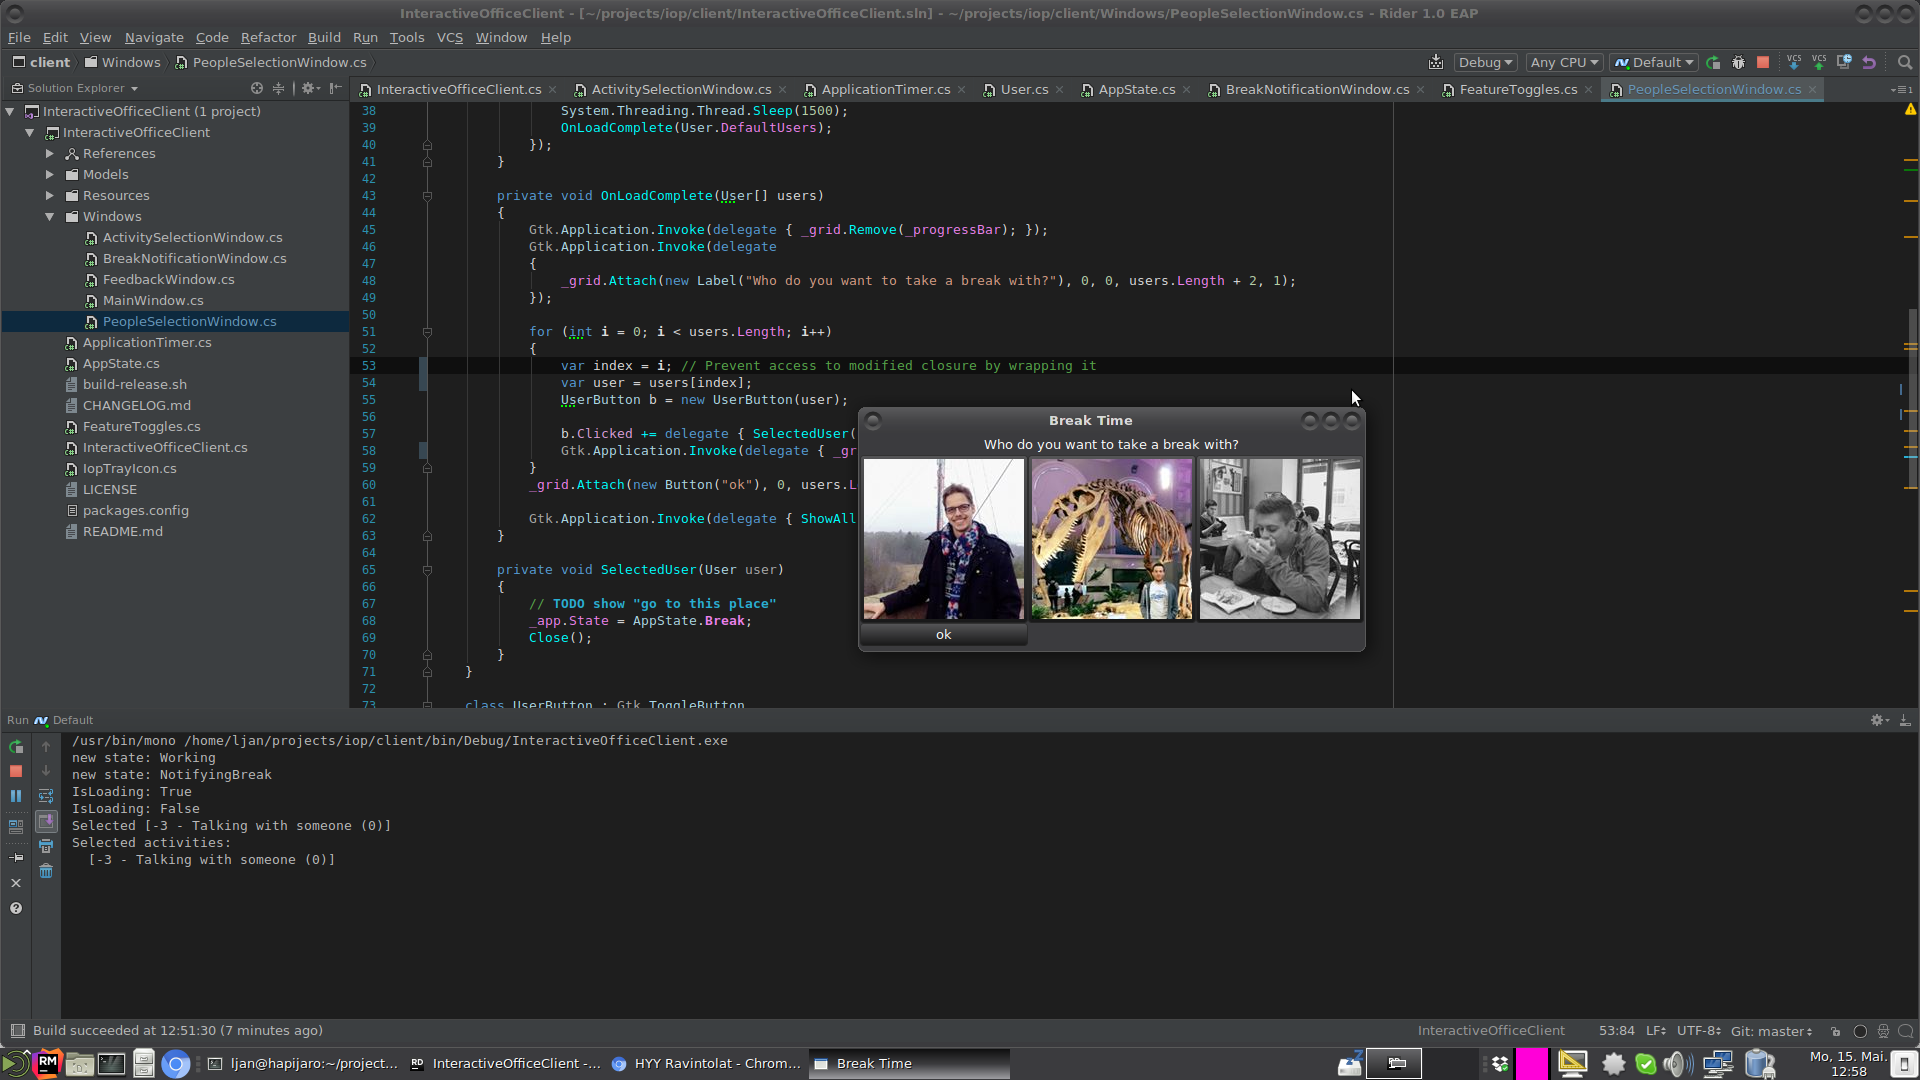 InteractiveOfficeClient - [~/projects/iop/client/InteractiveOfficeClient.sln] - ~/projects/iop/client/Windows/PeopleSelectionWindow.cs - Rider 1.0 EAP
File Edit View Navigate Code Refactor Build Run Tools VCS Window Help
client Windows PeopleSelectionWindow.cs
Debug Any CPU Default VCS VCS
Solution Explorer
InteractiveOfficeClient.cs ActivitySelectionWindow.cs ApplicationTimer.cs User.cs AppState.cs BreakNotificationWindow.cs FeatureToggles.cs PeopleSelectionWindow.cs
InteractiveOfficeClient (1 project)
InteractiveOfficeClient
References
Models
Resources
Windows
ActivitySelectionWindow.cs
BreakNotificationWindow.cs
FeedbackWindow.cs
MainWindow.cs
PeopleSelectionWindow.cs
ApplicationTimer.cs
AppState.cs
build-release.sh
CHANGELOG.md
FeatureToggles.cs
InteractiveOfficeClient.cs
IopTrayIcon.cs
LICENSE
packages.config
README.md
38 System.Threading.Thread.Sleep(1500);
39 OnLoadComplete(User.DefaultUsers);
40 });
41 }
42
43 private void OnLoadComplete(User[] users)
44 {
45 Gtk.Application.Invoke(delegate { _grid.Remove(_progressBar); });
46 Gtk.Application.Invoke(delegate
47 {
48 _grid.Attach(new Label("Who do you want to take a break with?"), 0, 0, users.Length + 2, 1);
49 });
50
51 for (int i = 0; i < users.Length; i++)
52 {
53 var index = i; // Prevent access to modified closure by wrapping it
54 var user = users[index];
55 UserButton b = new UserButton(user);
56
57 b.Clicked += delegate { SelectedUser(
58 Gtk.Application.Invoke(delegate { _gr
59 }
60 _grid.Attach(new Button("ok"), 0, users.L
61
62 Gtk.Application.Invoke(delegate { ShowAll
63 }
64
65 private void SelectedUser(User user)
66 {
67 // TODO show "go to this place"
68 _app.State = AppState.Break;
69 Close();
70 }
71 }
72
73 class UserButton : Gtk.ToggleButton
Break Time
Who do you want to take a break with?
ok
Run Default
/usr/bin/mono /home/ljan/projects/iop/client/bin/Debug/InteractiveOfficeClient.exe
new state: Working
new state: NotifyingBreak
IsLoading: True
IsLoading: False
Selected [-3 - Talking with someone (0)]
Selected activities:
[-3 - Talking with someone (0)]
Build succeeded at 12:51:30 (7 minutes ago)
InteractiveOfficeClient 53:84 LF UTF-8 Git: master
RM ljan@hapijaro:~/project... RD InteractiveOfficeClient -... HYY Ravintolat - Chrom... Break Time
Mo, 15. Mai.
12:58